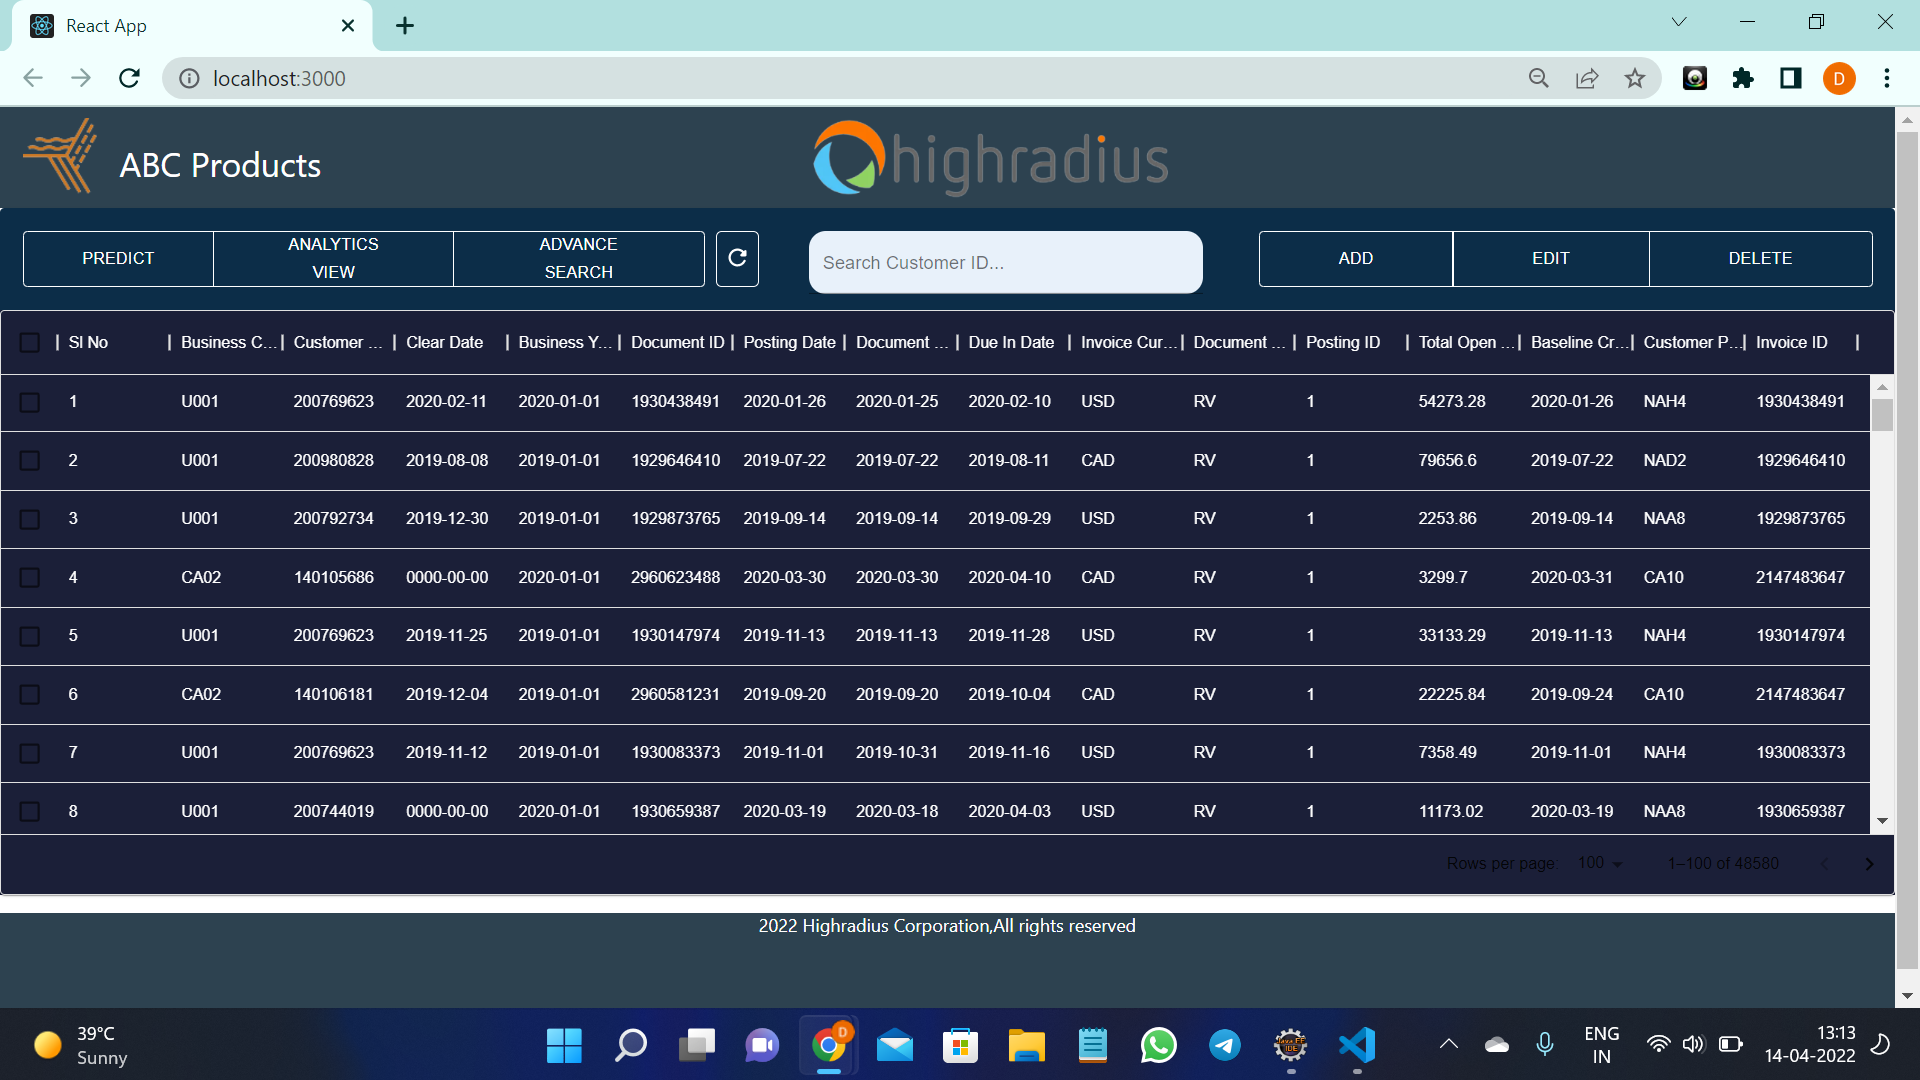 React App
localhost:3000
D
ABC Products
highradius
PREDICT
ANALYTICS
VIEW
ADVANCE
SEARCH
Search Customer ID...
ADD
EDIT
DELETE
Sl No | Business C... | Customer ... | Clear Date | Business Y... | Document ID | Posting Date | Document ... | Due In Date | Invoice Cur... | Document ... | Posting ID | Total Open ... | Baseline Cr... | Customer P... | Invoice ID
1 U001 200769623 2020-02-11 2020-01-01 1930438491 2020-01-26 2020-01-25 2020-02-10 USD RV 1 54273.28 2020-01-26 NAH4 1930438491
2 U001 200980828 2019-08-08 2019-01-01 1929646410 2019-07-22 2019-07-22 2019-08-11 CAD RV 1 79656.6 2019-07-22 NAD2 1929646410
3 U001 200792734 2019-12-30 2019-01-01 1929873765 2019-09-14 2019-09-14 2019-09-29 USD RV 1 2253.86 2019-09-14 NAA8 1929873765
4 CA02 140105686 0000-00-00 2020-01-01 2960623488 2020-03-30 2020-03-30 2020-04-10 CAD RV 1 3299.7 2020-03-31 CA10 2147483647
5 U001 200769623 2019-11-25 2019-01-01 1930147974 2019-11-13 2019-11-13 2019-11-28 USD RV 1 33133.29 2019-11-13 NAH4 1930147974
6 CA02 140106181 2019-12-04 2019-01-01 2960581231 2019-09-20 2019-09-20 2019-10-04 CAD RV 1 22225.84 2019-09-24 CA10 2147483647
7 U001 200769623 2019-11-12 2019-01-01 1930083373 2019-11-01 2019-10-31 2019-11-16 USD RV 1 7358.49 2019-11-01 NAH4 1930083373
8 U001 200744019 0000-00-00 2020-01-01 1930659387 2020-03-19 2020-03-18 2020-04-03 USD RV 1 11173.02 2020-03-19 NAA8 1930659387
Rows per page: 100 1–100 of 48580
2022 Highradius Corporation,All rights reserved
39°C
Sunny
D
Java EE
IDE
ENG
IN
13:13
14-04-2022